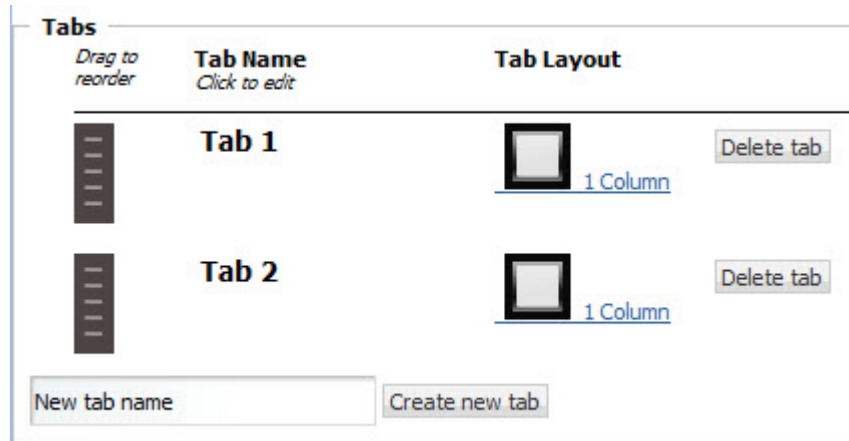 Tabs
Drag to reorder
Tab Name
Click to edit
Tab Layout
Tab 1
1 Column
Delete tab
Tab 2
1 Column
Delete tab
New tab name
Create new tab